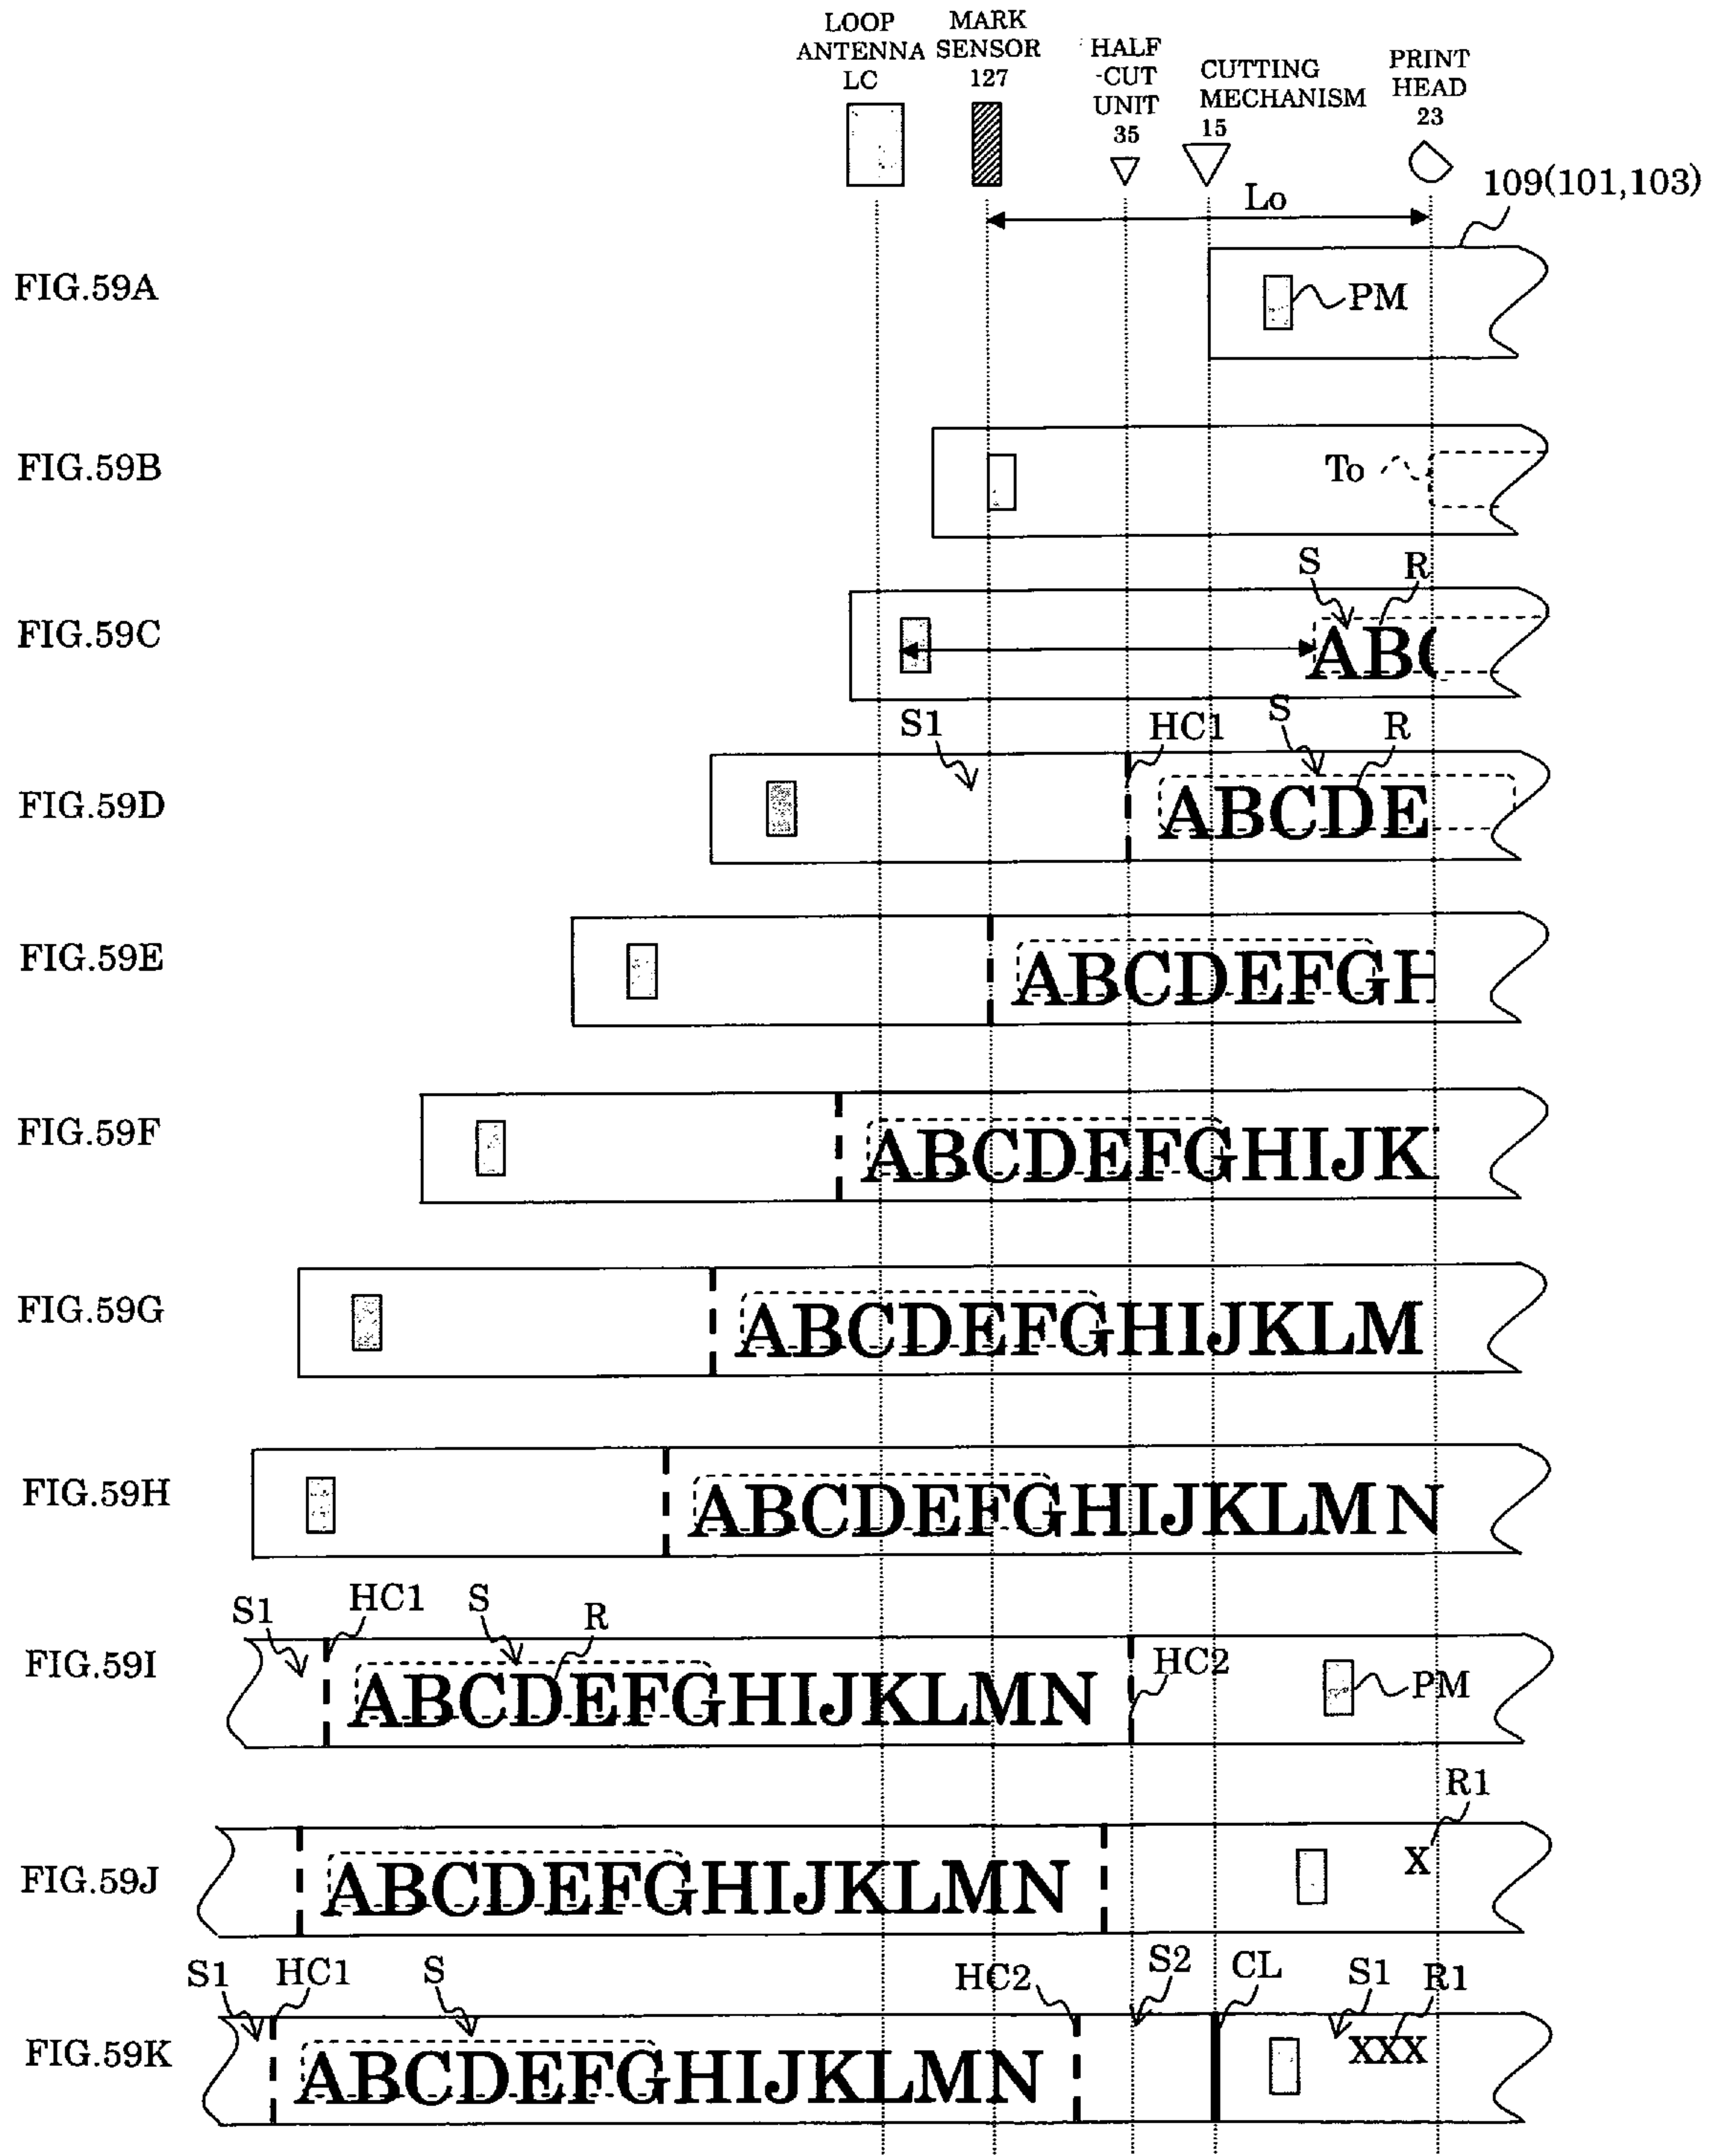 LOOP
ANTENNA
LC
MARK
SENSOR
127
HALF
-CUT
UNIT
35
CUTTING
MECHANISM
15
PRINT
HEAD
23
109(101,103)
Lo
FIG.59A
PM
FIG.59B
To
S R
FIG.59C
ABC
S1 HC1 S R
FIG.59D
ABCDE
FIG.59E
ABCDEFGH
FIG.59F
ABCDEFGHIJK
FIG.59G
ABCDEFGHIJKLM
FIG.59H
ABCDEFGHIJKLMN
S1 HC1 S R
FIG.59I
ABCDEFGHIJKLMN
HC2
PM
R1
FIG.59J
ABCDEFGHIJKLMN
X
S1 HC1 S HC2 S2 CL S1 R1
FIG.59K
ABCDEFGHIJKLMN
XXX